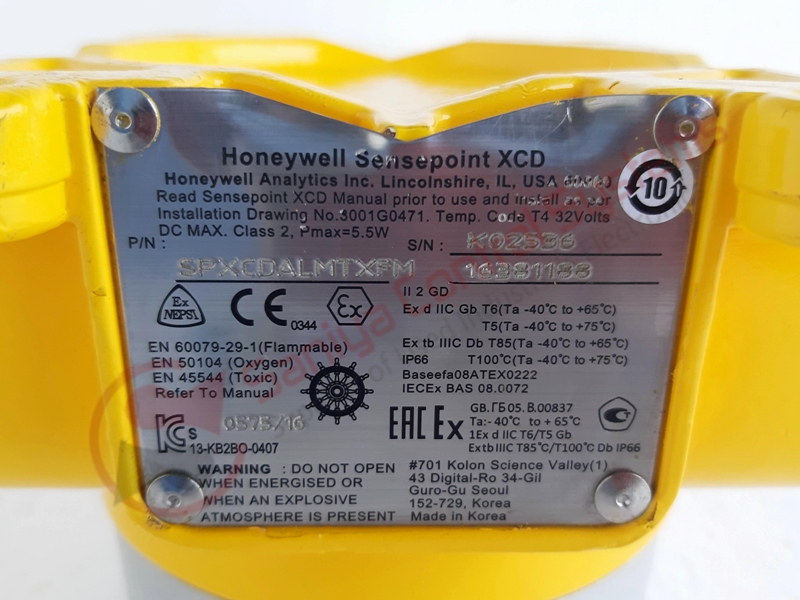 Honeywell Sensepoint XCD
Honeywell Analytics Inc. Lincolnshire, IL, USA
Read Sensepoint XCD Manual prior to use and install as per
Installation Drawing No.3001G0471. Temp. Code T4 32Volts
DC MAX. Class 2, Pmax=5.5W
P/N :
S/N : KOZ536
SPXCDALMTXFM
16381188
10
Ex
NEPSI
CE 0344
Ex
II 2 GD
Ex d IIC Gb T6(Ta -40°C to +65°C)
T5(Ta -40°C to +75°C)
Ex tb IIIC Db T85(Ta -40°C to +65°C)
IP66 T100°C(Ta -40°C to +75°C)
Baseefa08ATEX0222
IECEx BAS 08.0072
EN 60079-29-1(Flammable)
EN 50104 (Oxygen)
EN 45544 (Toxic)
Refer To Manual
0575/16
KCs
13-KB2BO-0407
EAC Ex
GB.ГБ05.B.00837
Ta:-40°C to +65°C
1Ex d IIC T6/T5 Gb
Ex tb IIIC T85°C/T100°C Db IP66
WARNING : DO NOT OPEN
WHEN ENERGISED OR
WHEN AN EXPLOSIVE
ATMOSPHERE IS PRESENT
#701 Kolon Science Valley(1)
43 Digital-Ro 34-Gil
Guro-Gu Seoul
152-729, Korea
Made in Korea